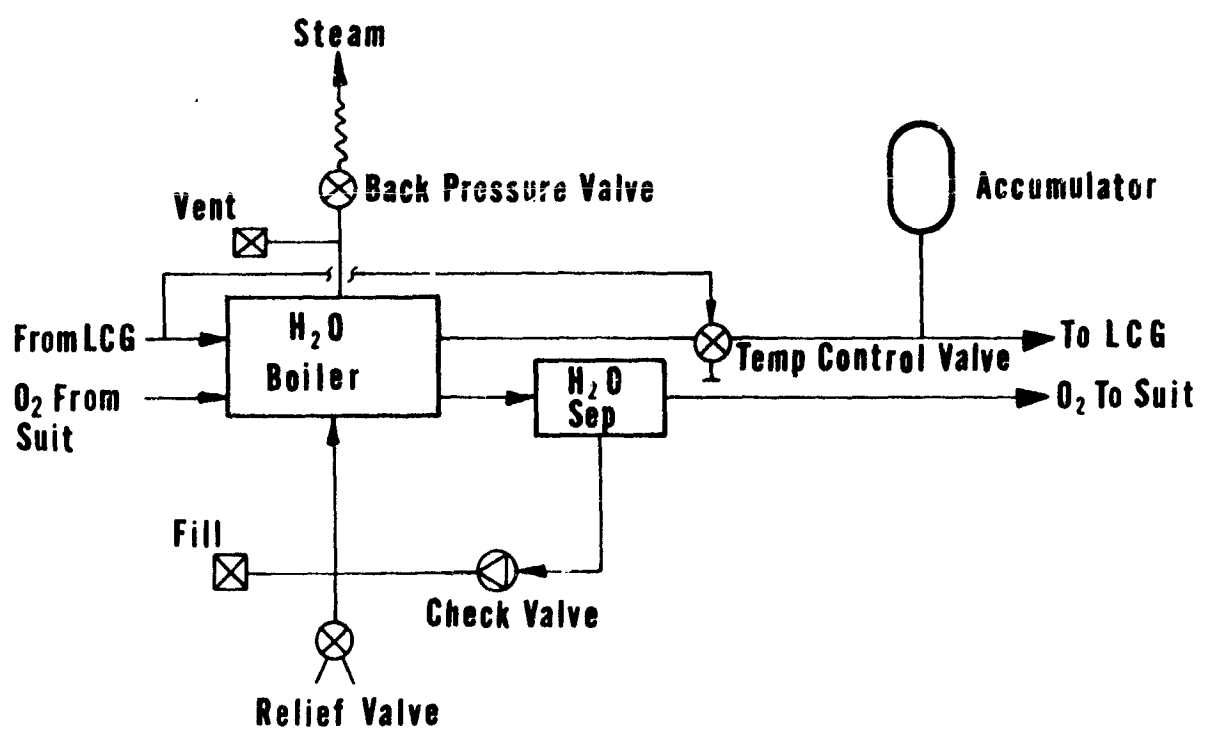 Steam
Back Pressure Valve
Vent
Accumulator
From LCG
H₂O
Boiler
Temp Control Valve
To LCG
O₂ From
Suit
H₂O
Sep
O₂ To Suit
Fill
Check Valve
Relief Valve